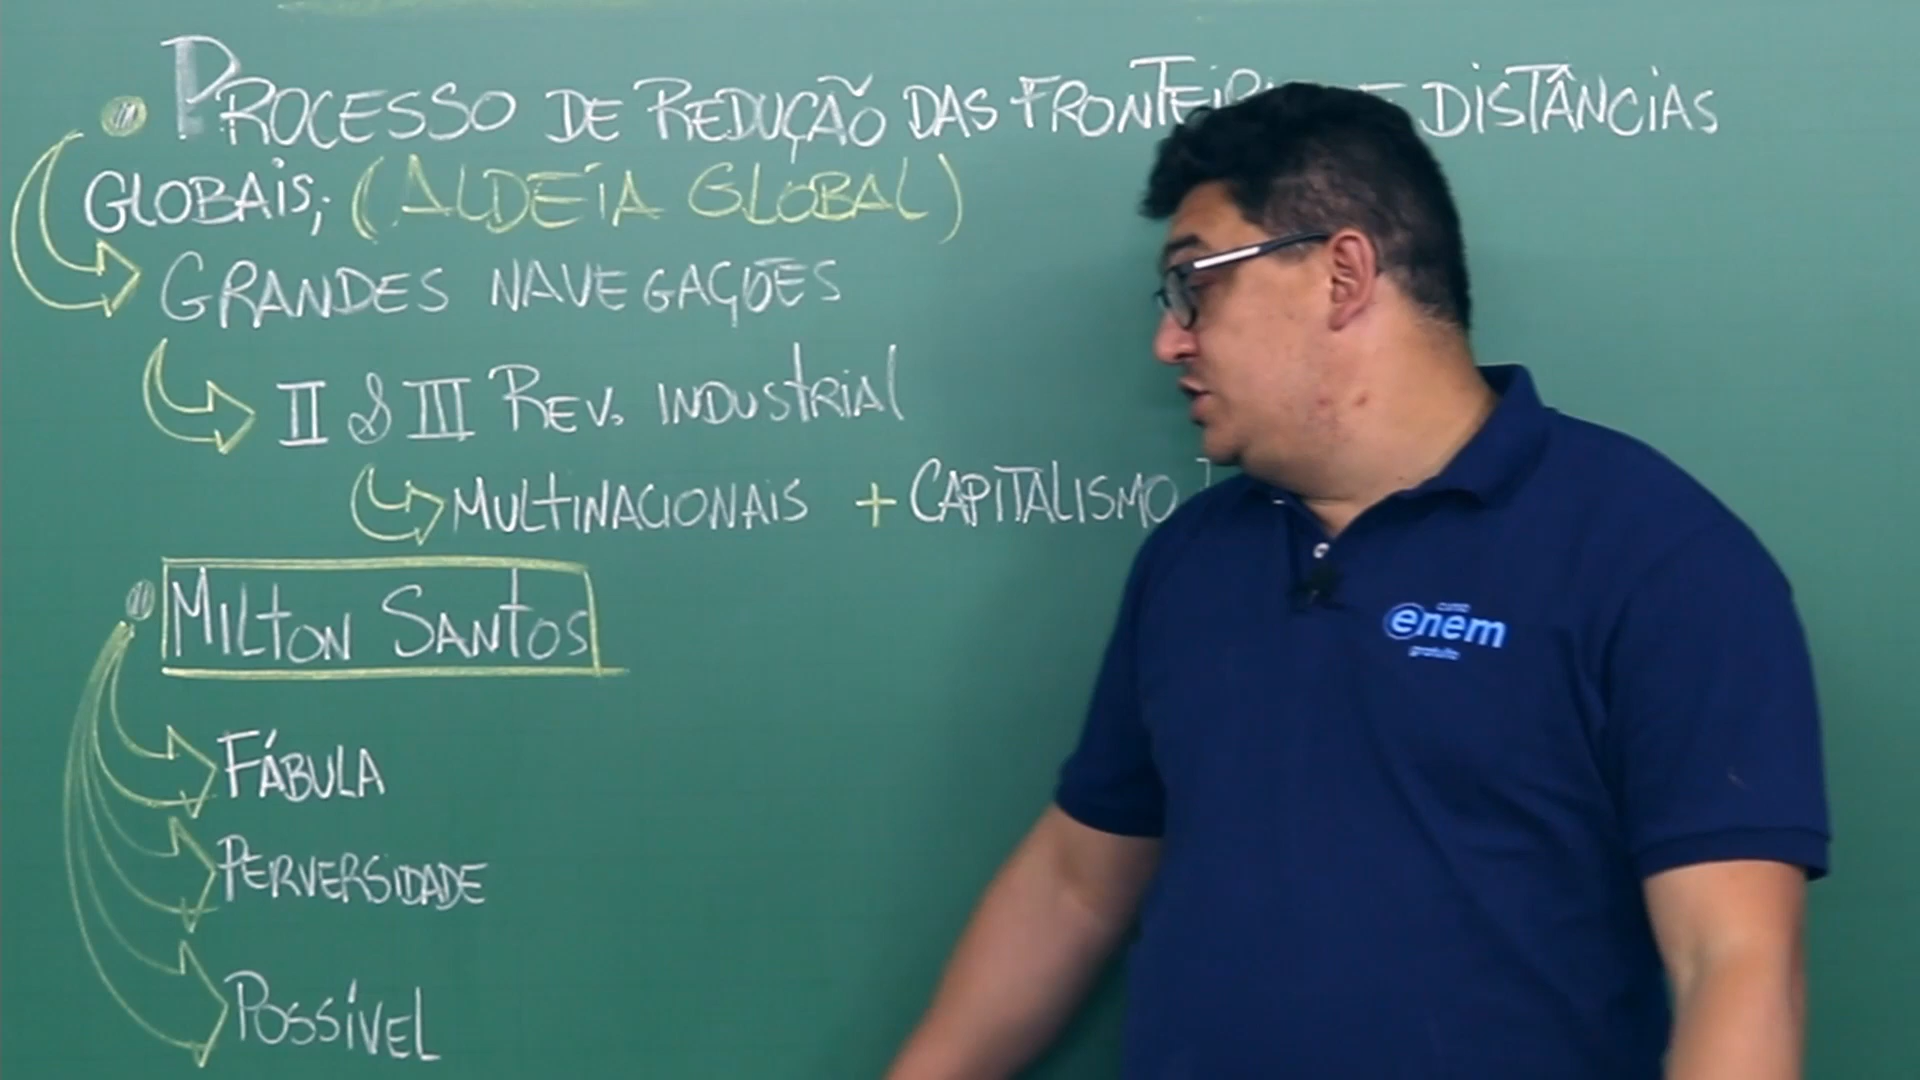 PROCESSO DE REDUÇÃO DAS DISTÂNCIAS
GLOBAIS; (ALDEIA GLOBAL)
GRANDES NAVEGAÇÕES
II & III REV. INDUSTRIAL
MULTINACIONAIS + CAPITALISMO
MILTON SANTOS
FÁBULA
PERVERSIDADE
POSSÍVEL
curso
enem
gratuito